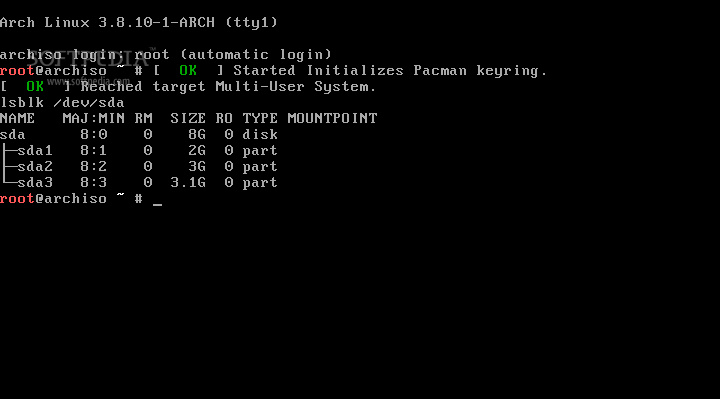 Arch Linux 3.8.10-1-ARCH (tty1)
archiso login: root (automatic login)
root@archiso ~ # [  OK  ] Started Initializes Pacman keyring.
[  OK  ] Reached target Multi-User System.
lsblk /dev/sda
NAME   MAJ:MIN RM  SIZE RO TYPE MOUNTPOINT
sda      8:0    0    8G  0 disk
├─sda1   8:1    0    2G  0 part
├─sda2   8:2    0    3G  0 part
└─sda3   8:3    0  3.1G  0 part
root@archiso ~ # _
SOFTPEDIA
www.softpedia.com